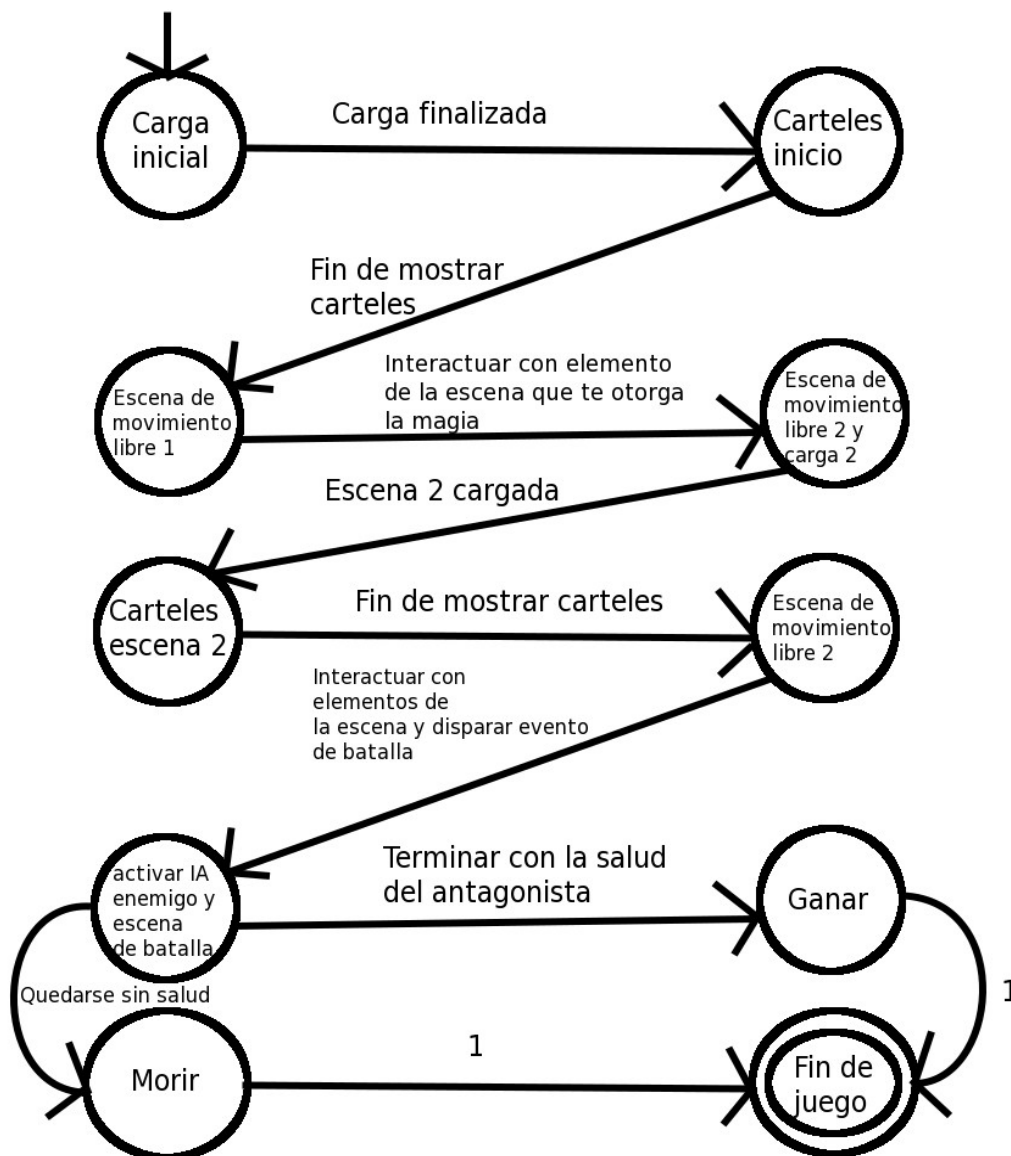 Carga
inicial
Carga finalizada
Carteles
inicio
Fin de mostrar
carteles
Escena de
movimiento
libre 1
Interactuar con elemento
de la escena que te otorga
la magia
Escena de
movimiento
libre 2 y
carga 2
Escena 2 cargada
Carteles
escena 2
Fin de mostrar carteles
Escena de
movimiento
libre 2
Interactuar con
elementos de
la escena y disparar evento
de batalla
activar IA
enemigo y
escena
de batalla
Terminar con la salud
del antagonista
Ganar
1
Quedarse sin salud
Morir
1
Fin de
juego